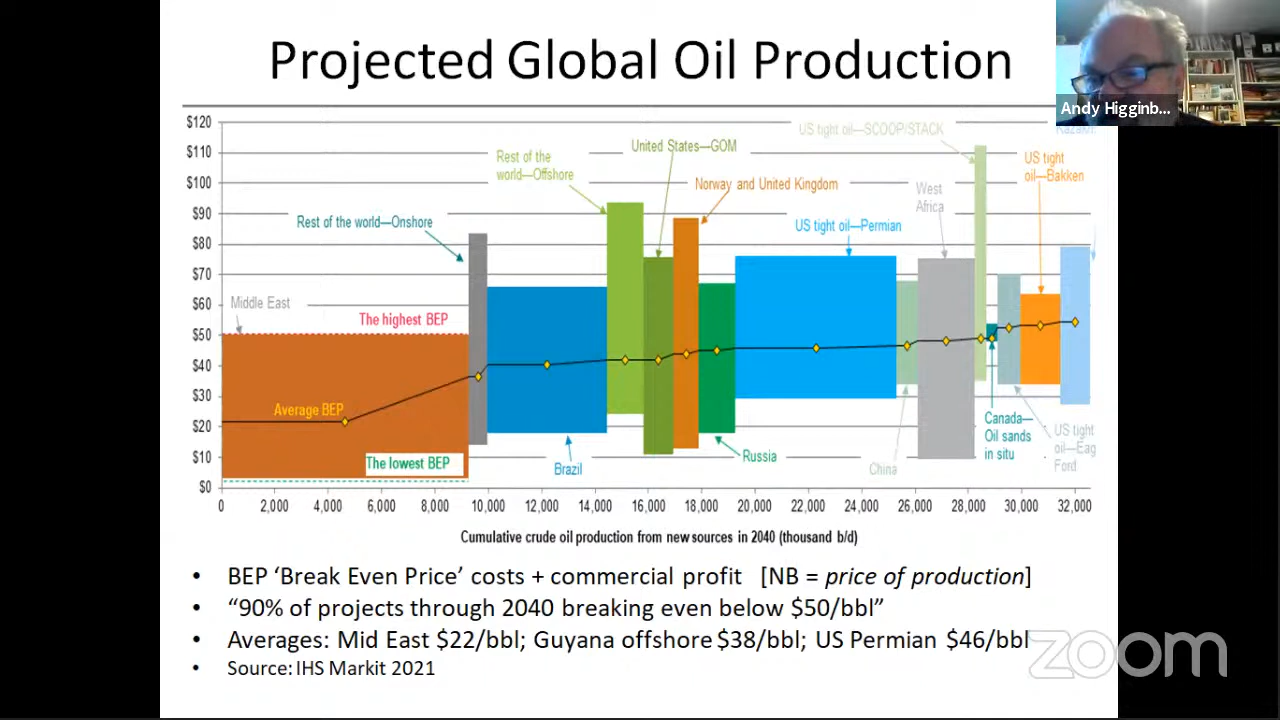 Projected Global Oil Production
Andy Higginb...
$120
$110
$100
$90
$80
$70
$60
$50
$40
$30
$20
$10
$0
US tight oil—SCOOP/STACK
United States—GOM
Rest of the
world—Offshore
US tight
oil—Bakken
Norway and United Kingdom
West
Africa
Rest of the world—Onshore
US tight oil—Permian
Middle East
The highest BEP
Average BEP
The lowest BEP
Brazil
Russia
China
Canada—
Oil sands
in situ
US tight
oil—Eag
Ford
0 2,000 4,000 6,000 8,000 10,000 12,000 14,000 16,000 18,000 20,000 22,000 24,000 26,000 28,000 30,000 32,000
Cumulative crude oil production from new sources in 2040 (thousand b/d)
• BEP ‘Break Even Price’ costs + commercial profit [NB = price of production]
• “90% of projects through 2040 breaking even below $50/bbl”
• Averages: Mid East $22/bbl; Guyana offshore $38/bbl; US Permian $46/bbl
• Source: IHS Markit 2021
zoom